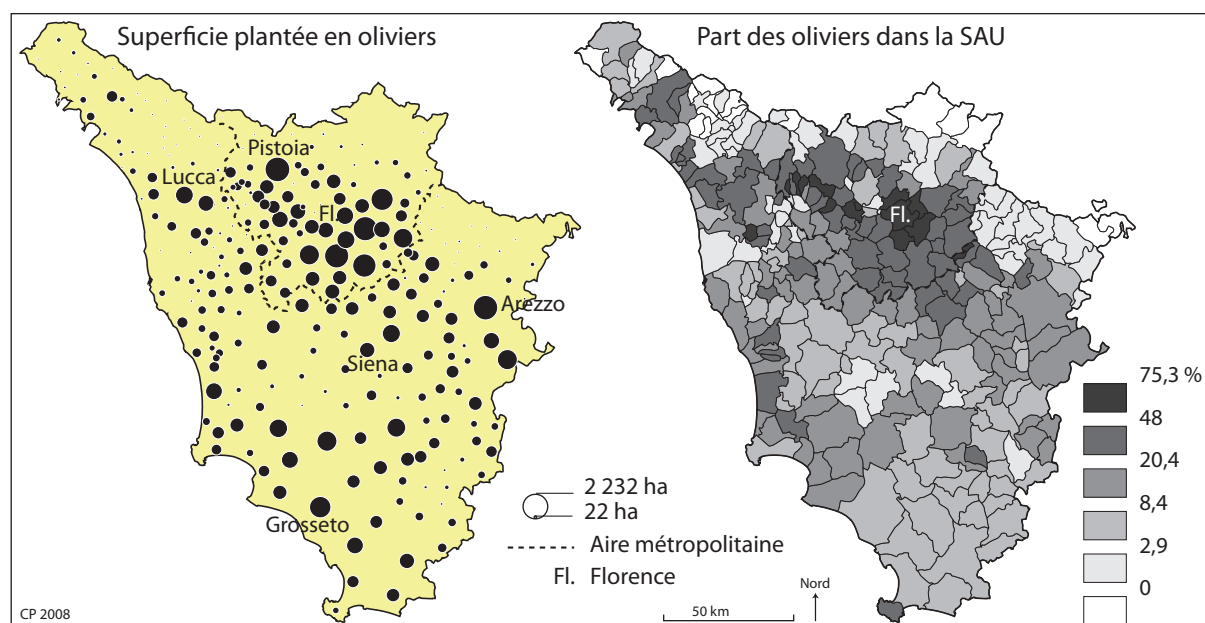 Superficie plantée en oliviers
Part des oliviers dans la SAU
Pistoia
Lucca
Fl.
Arezzo
Siena
Grosseto
2 232 ha
22 ha
Aire métropolitaine
Fl. Florence
CP 2008
Fl.
75,3 %
48
20,4
8,4
2,9
0
Nord
50 km